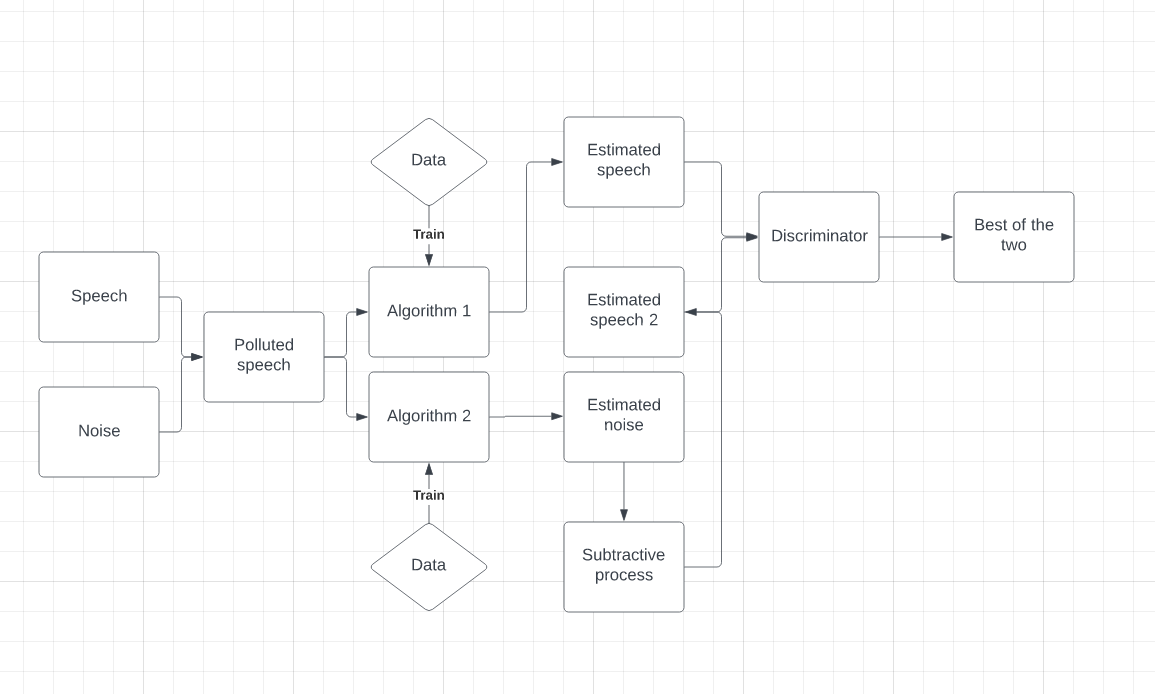 Data
Train
Estimated
speech
Speech
Noise
Polluted
speech
Algorithm 1
Algorithm 2
Estimated
speech 2
Estimated
noise
Train
Data
Subtractive
process
Discriminator
Best of the
two